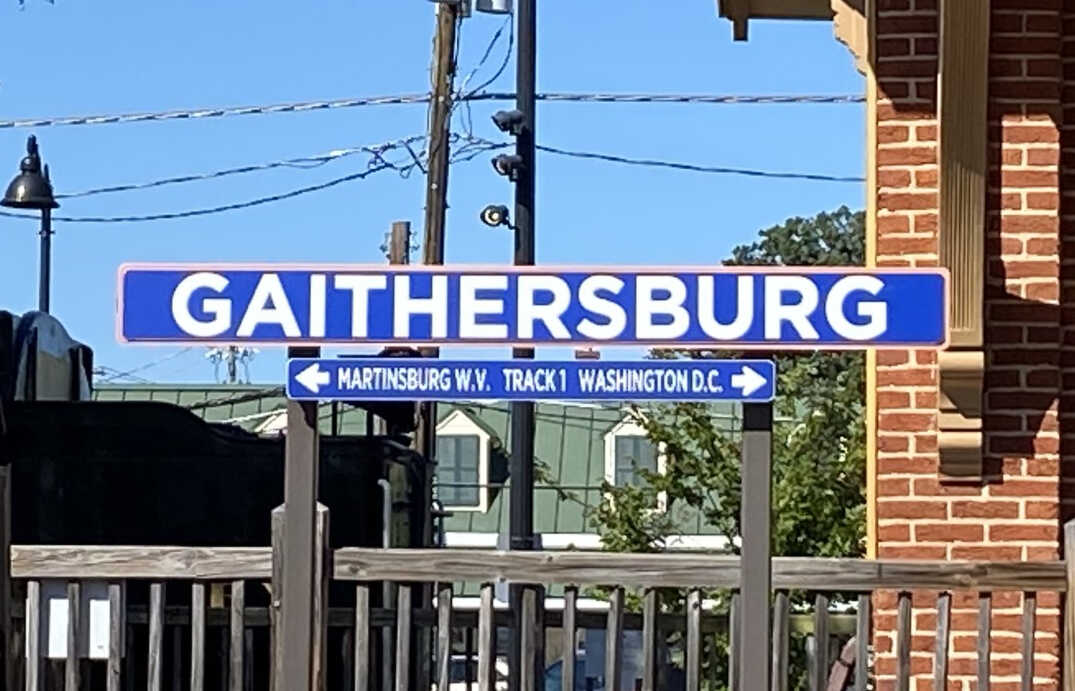 GAITHERSBURG
MARTINSBURG W.V. TRACK 1 WASHINGTON D.C.